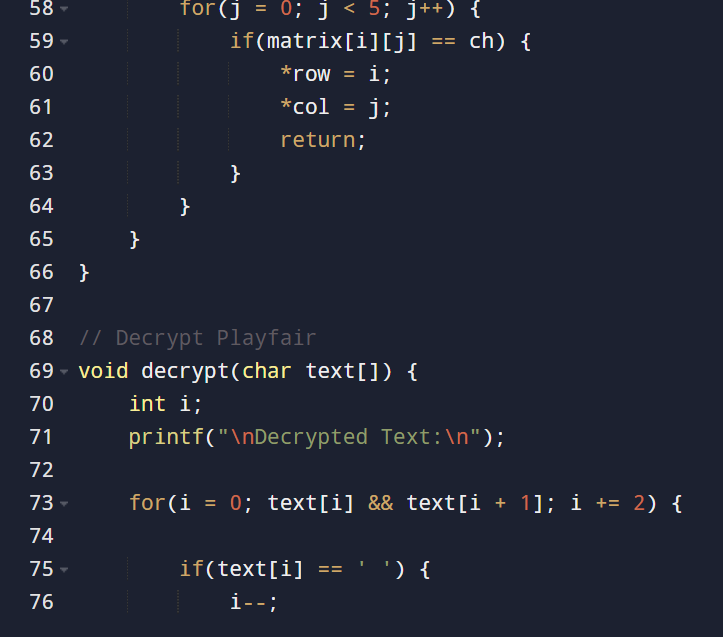 58         for(j = 0; j < 5; j++) {
59             if(matrix[i][j] == ch) {
60                 *row = i;
61                 *col = j;
62                 return;
63             }
64         }
65     }
66 }
67
68 // Decrypt Playfair
69 void decrypt(char text[]) {
70     int i;
71     printf("\nDecrypted Text:\n");
72
73     for(i = 0; text[i] && text[i + 1]; i += 2) {
74
75         if(text[i] == ' ') {
76             i--;